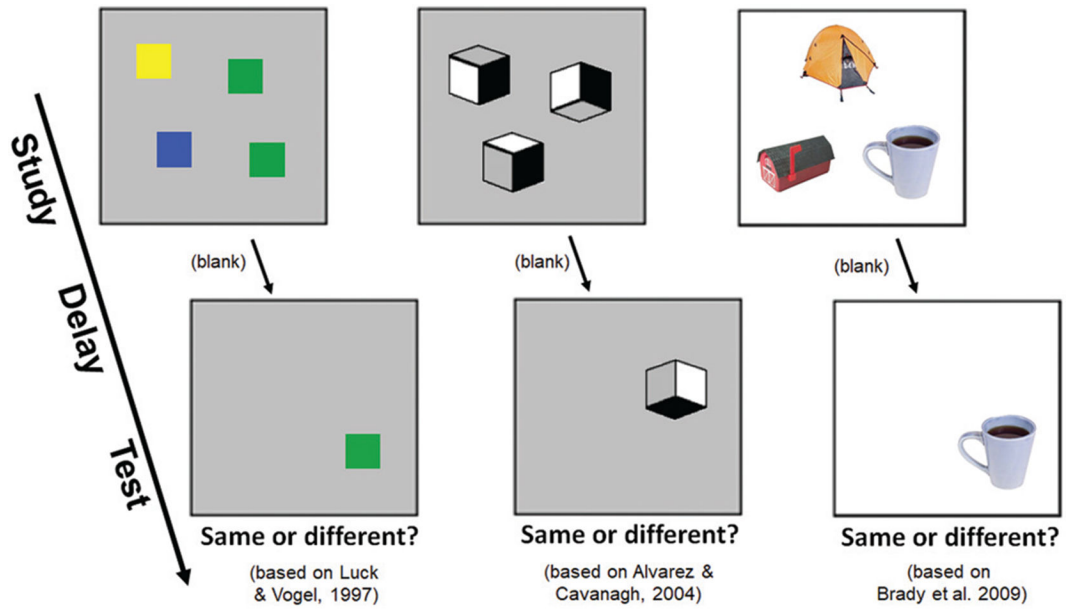 Study
Delay
Test
(blank)
(blank)
(blank)
Same or different?
(based on Luck
& Vogel, 1997)
Same or different?
(based on Alvarez &
Cavanagh, 2004)
Same or different?
(based on
Brady et al. 2009)